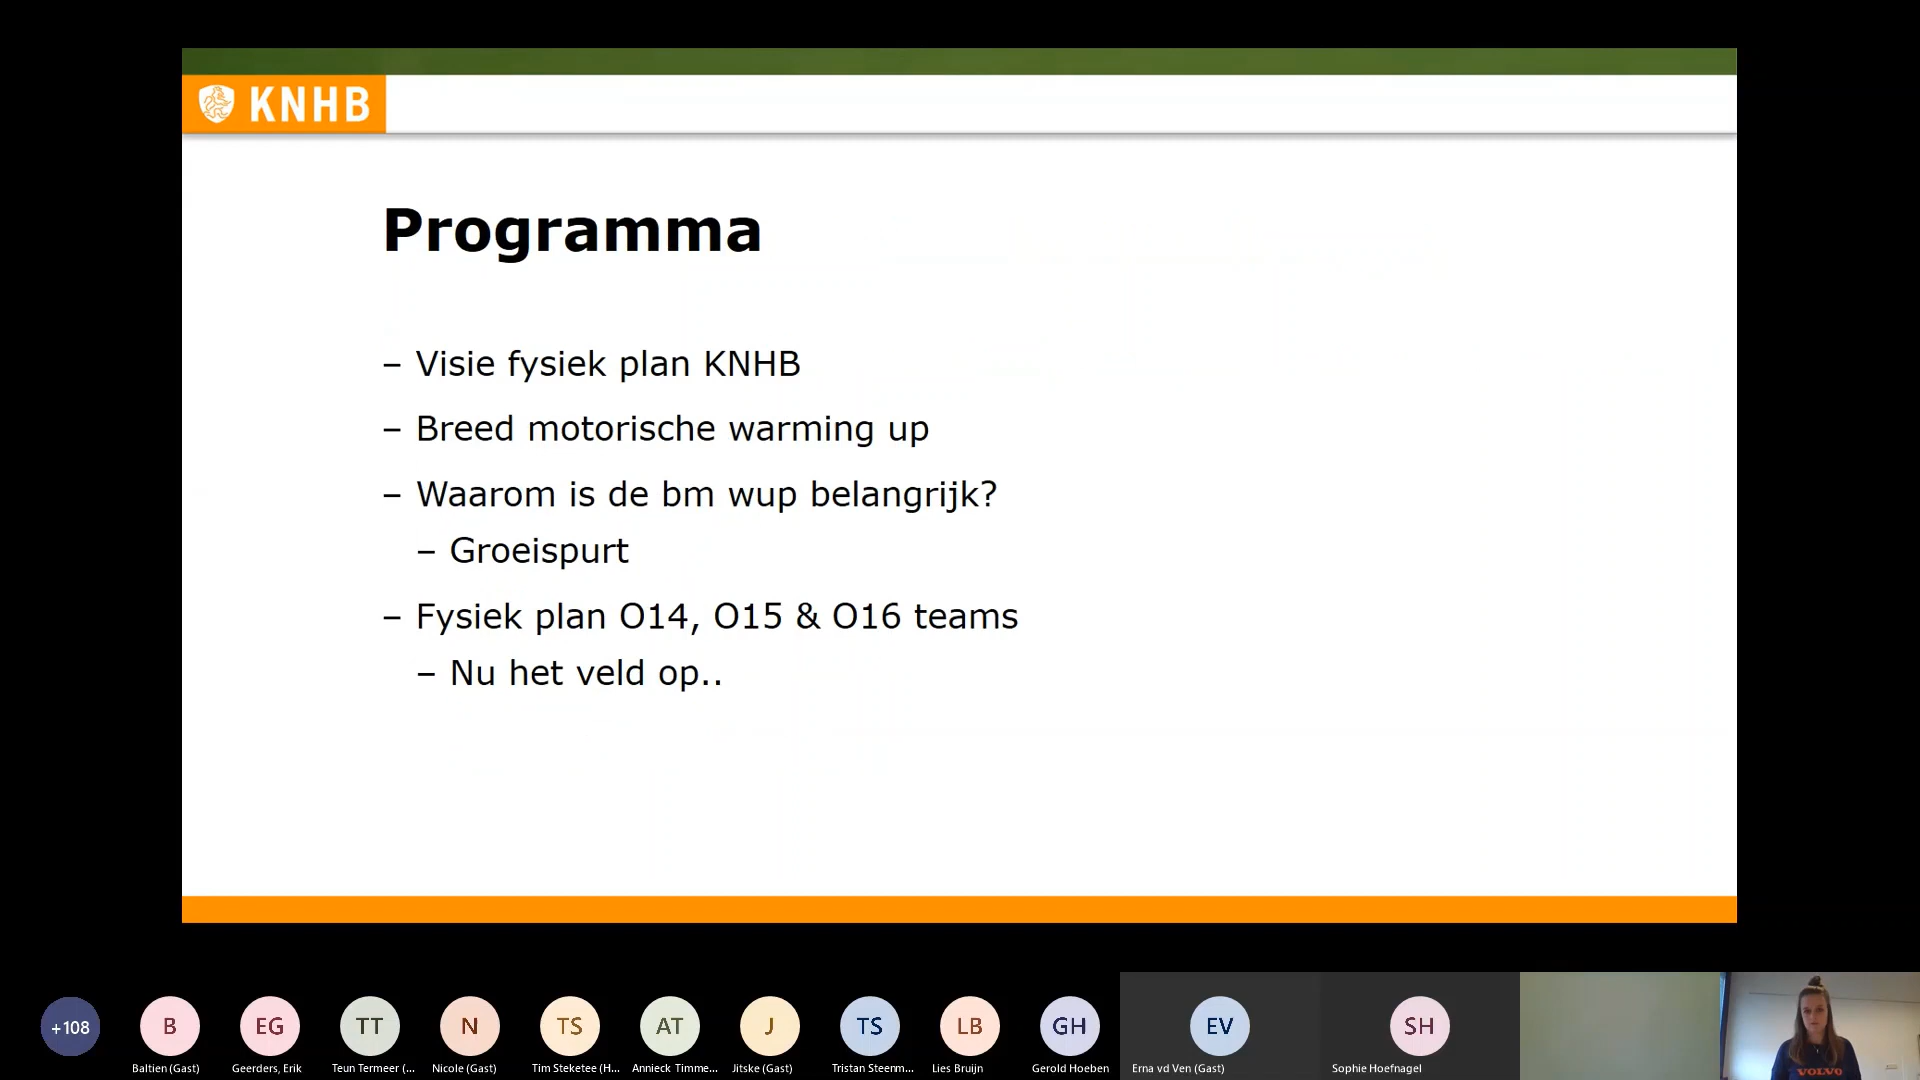 KNHB
Programma
– Visie fysiek plan KNHB
– Breed motorische warming up
– Waarom is de bm wup belangrijk?
– Groeispurt
– Fysiek plan O14, O15 & O16 teams
– Nu het veld op..
+108 B EG TT N TS AT J TS LB GH EV SH
Baltien (Gast) Geerders, Erik Teun Termeer (... Nicole (Gast) Tim Steketee (H... Annieck Timme... Jitske (Gast) Tristan Steenm... Lies Bruijn Gerold Hoeben Erna vd Ven (Gast) Sophie Hoefnagel
VOLVO